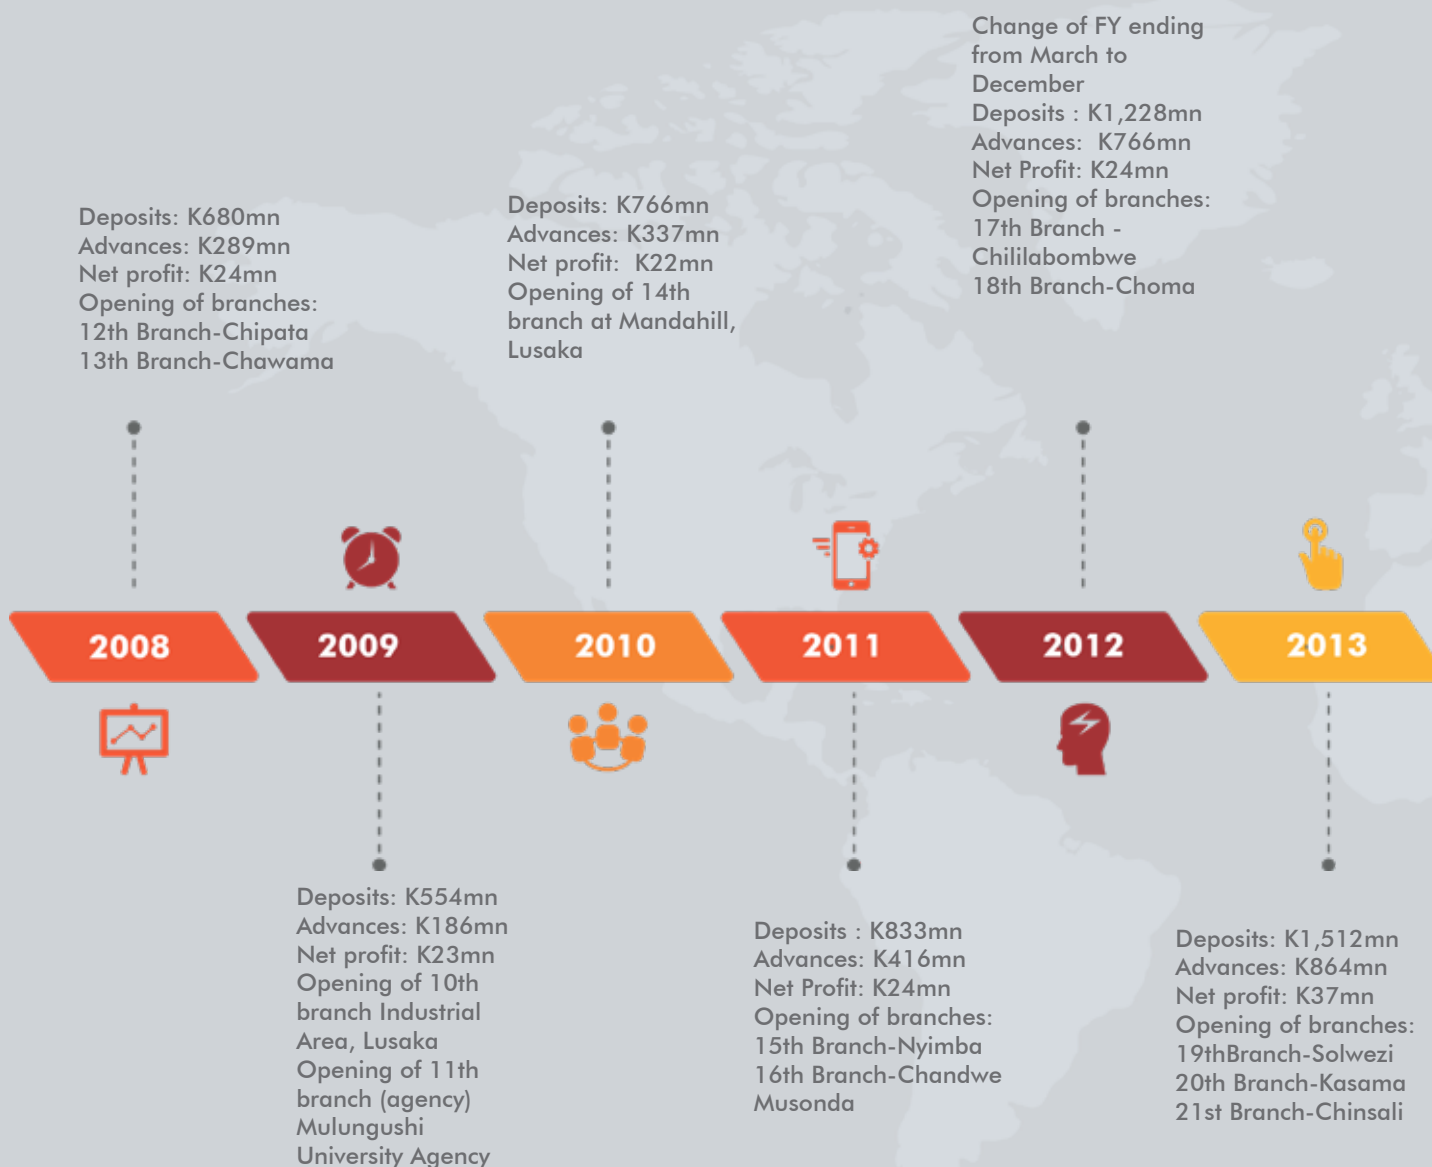 Change of FY ending
from March to
December
Deposits : K1,228mn
Advances:  K766mn
Net Profit: K24mn
Opening of branches:
17th Branch -
Chililabombwe
18th Branch-Choma
Deposits: K680mn
Advances: K289mn
Net profit: K24mn
Opening of branches:
12th Branch-Chipata
13th Branch-Chawama
Deposits: K766mn
Advances: K337mn
Net profit:  K22mn
Opening of 14th
branch at Mandahill,
Lusaka
2008
2009
2010
2011
2012
2013
Deposits: K554mn
Advances: K186mn
Net profit: K23mn
Opening of 10th
branch Industrial
Area, Lusaka
Opening of 11th
branch (agency)
Mulungushi
University Agency
Deposits : K833mn
Advances: K416mn
Net Profit: K24mn
Opening of branches:
15th Branch-Nyimba
16th Branch-Chandwe
Musonda
Deposits: K1,512mn
Advances: K864mn
Net profit: K37mn
Opening of branches:
19thBranch-Solwezi
20th Branch-Kasama
21st Branch-Chinsali